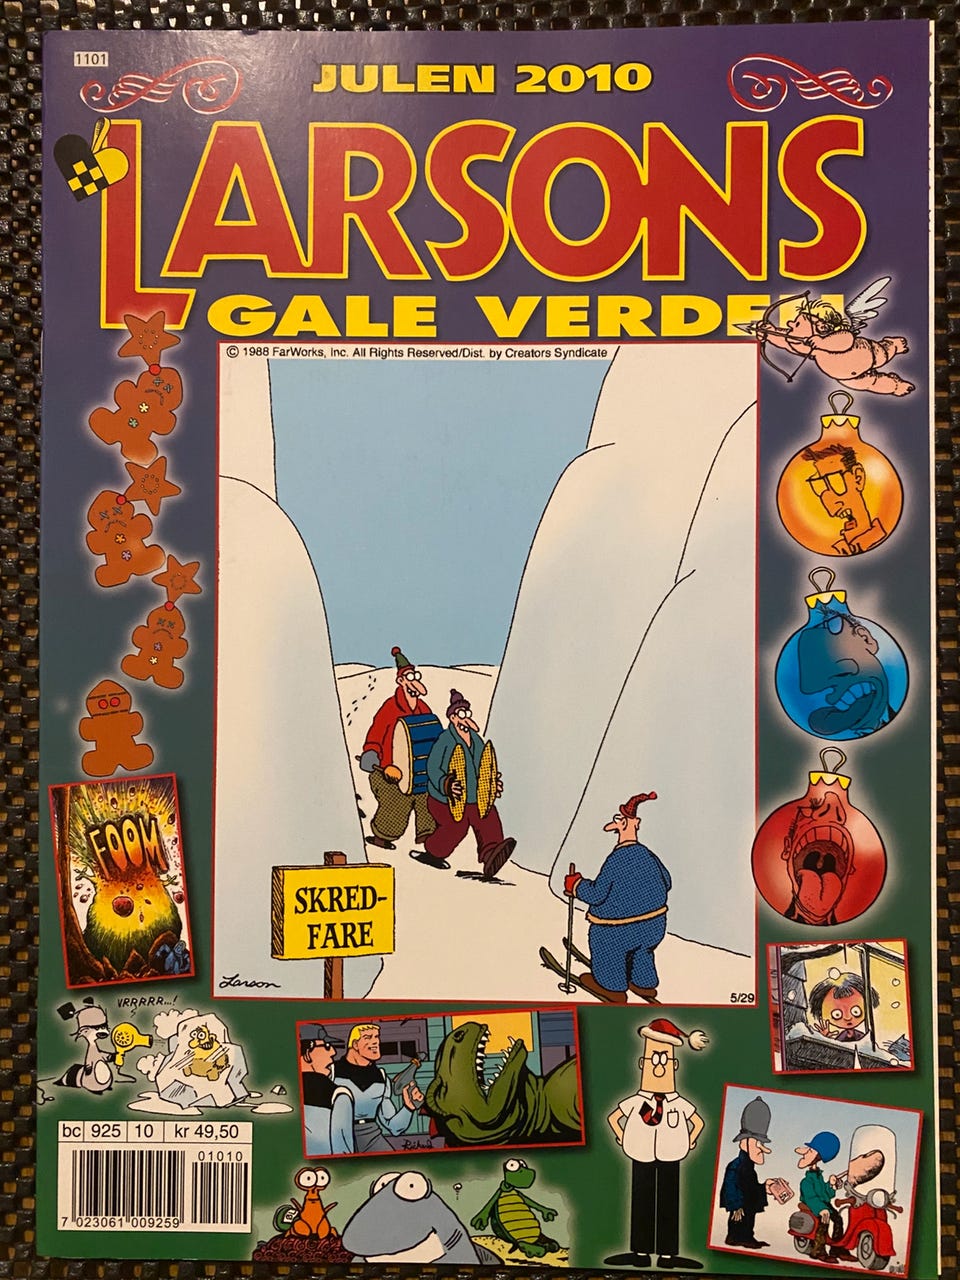 1101
JULEN 2010
LARSONS
GALE VERDEN
© 1988 FarWorks, Inc. All Rights Reserved/Dist. by Creators Syndicate
FOOM
SKRED-
FARE
Larson
5/29
VRRRRR...!
bc 925 10 kr 49,50
01010
7 023061 009259